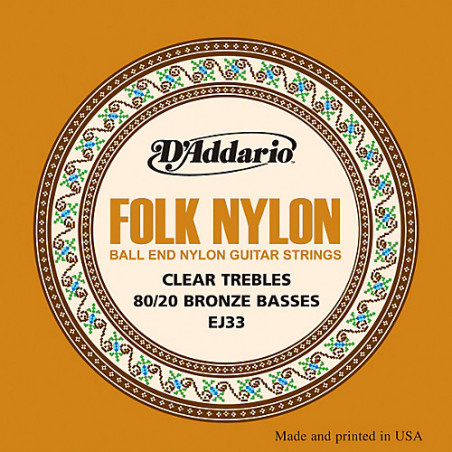 D'Addario
FOLK NYLON
BALL END NYLON GUITAR STRINGS
CLEAR TREBLES
80/20 BRONZE BASSES
EJ33
Made and printed in USA